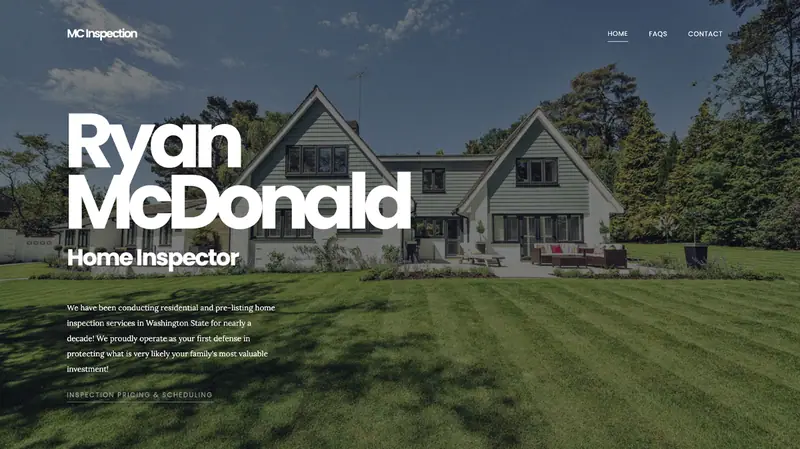 MC Inspection
HOME FAQS CONTACT
Ryan
McDonald
Home Inspector
We have been conducting residential and pre-listing home
inspection services in Washington State for nearly a
decade! We proudly operate as your first defense in
protecting what is very likely your family's most valuable
investment!
INSPECTION PRICING & SCHEDULING